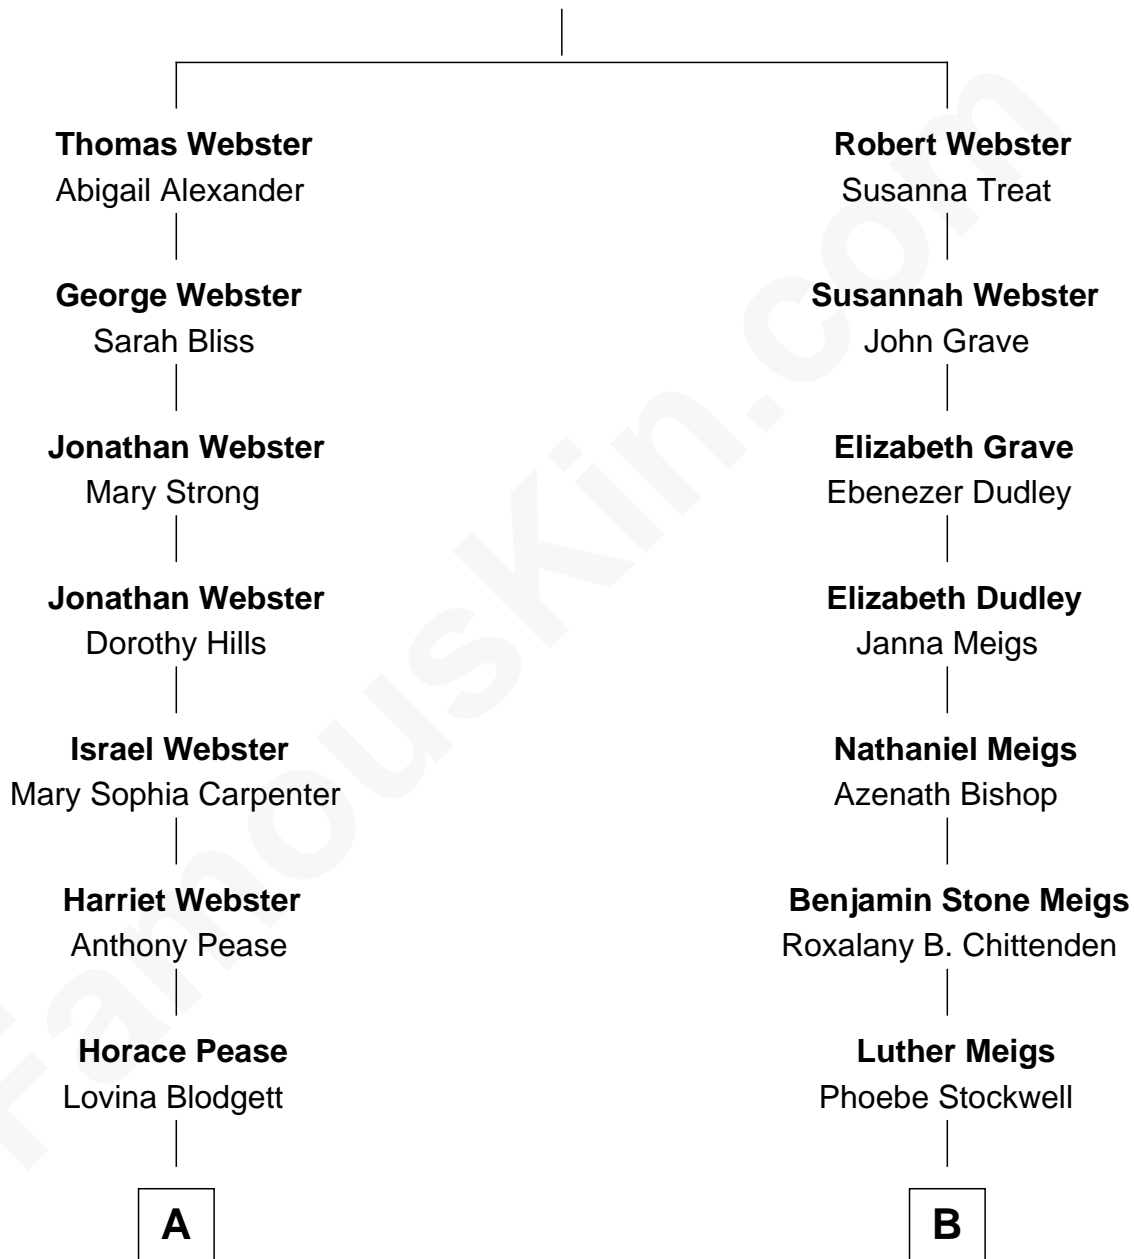 Thomas Webster
Abigail Alexander
George Webster
Sarah Bliss
Jonathan Webster
Mary Strong
Jonathan Webster
Dorothy Hills
Israel Webster
Mary Sophia Carpenter
Harriet Webster
Anthony Pease
Horace Pease
Lovina Blodgett
A
Robert Webster
Susanna Treat
Susannah Webster
John Grave
Elizabeth Grave
Ebenezer Dudley
Elizabeth Dudley
Janna Meigs
Nathaniel Meigs
Azenath Bishop
Benjamin Stone Meigs
Roxalany B. Chittenden
Luther Meigs
Phoebe Stockwell
B
FamousKin.com